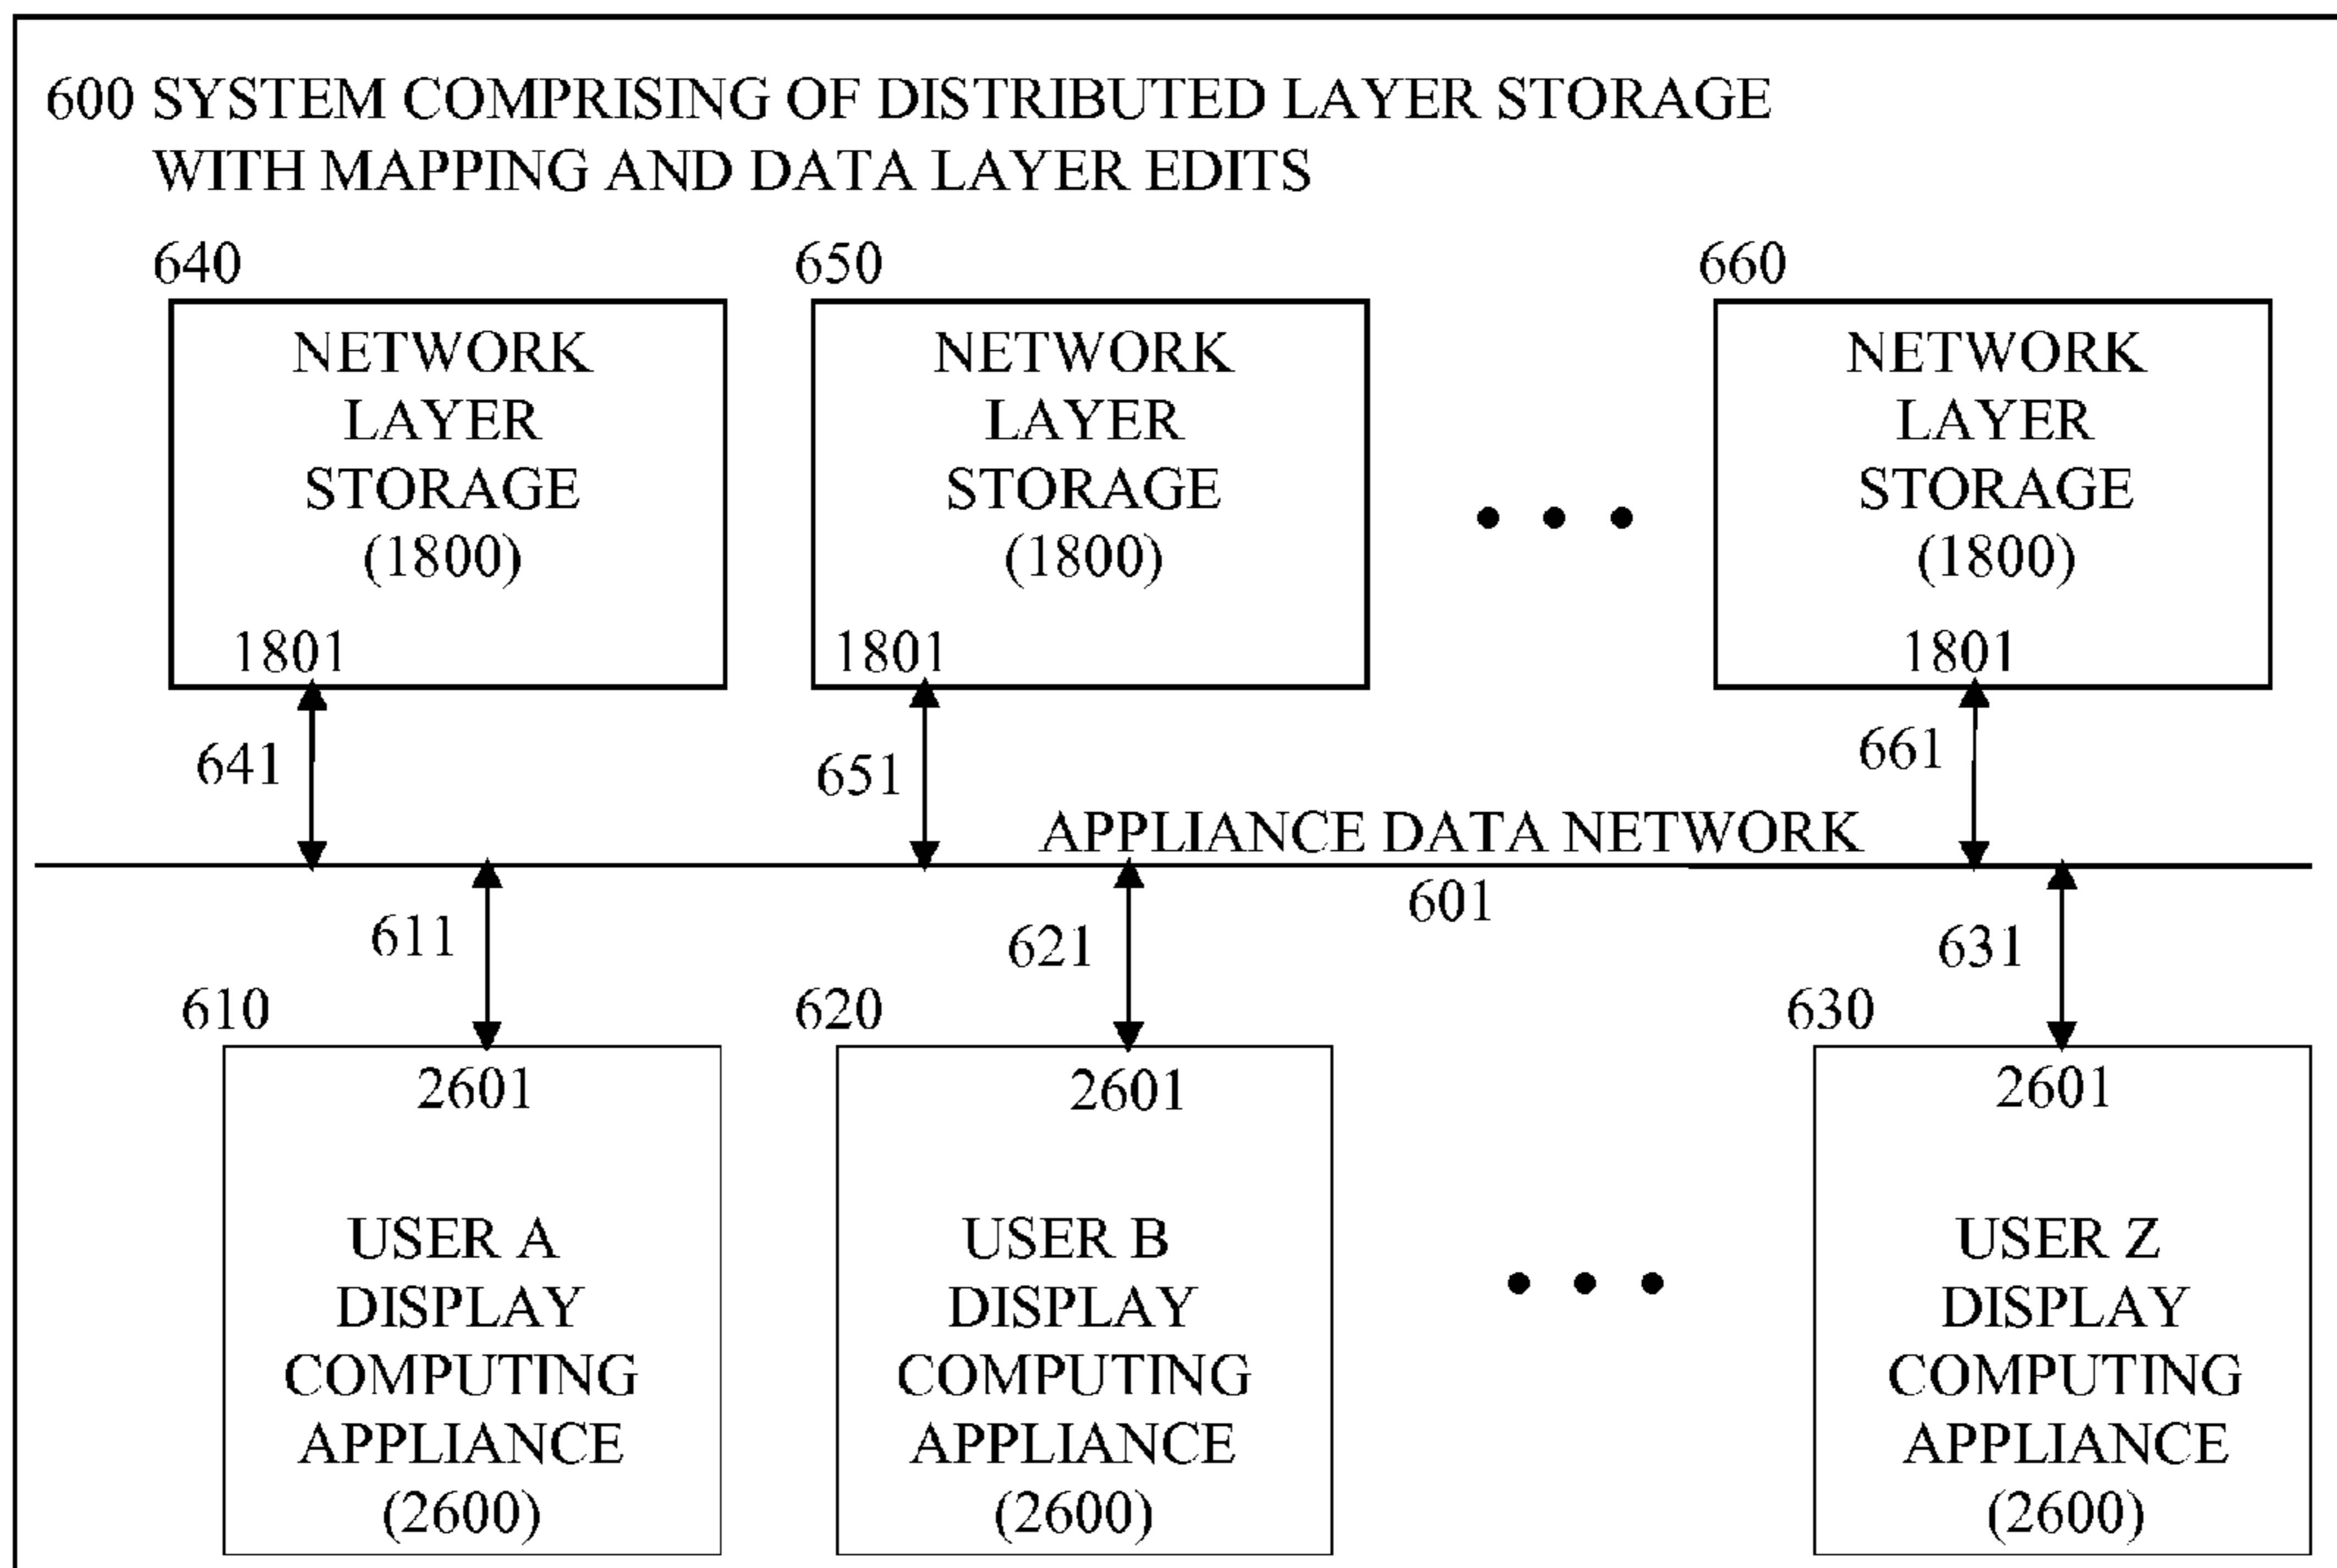 600 SYSTEM COMPRISING OF DISTRIBUTED LAYER STORAGE
WITH MAPPING AND DATA LAYER EDITS
640
NETWORK
LAYER
STORAGE
(1800)
1801
650
NETWORK
LAYER
STORAGE
(1800)
1801
660
NETWORK
LAYER
STORAGE
(1800)
1801
641
651
661
APPLIANCE DATA NETWORK
601
611
621
631
610
2601
USER A
DISPLAY
COMPUTING
APPLIANCE
(2600)
620
2601
USER B
DISPLAY
COMPUTING
APPLIANCE
(2600)
630
2601
USER Z
DISPLAY
COMPUTING
APPLIANCE
(2600)